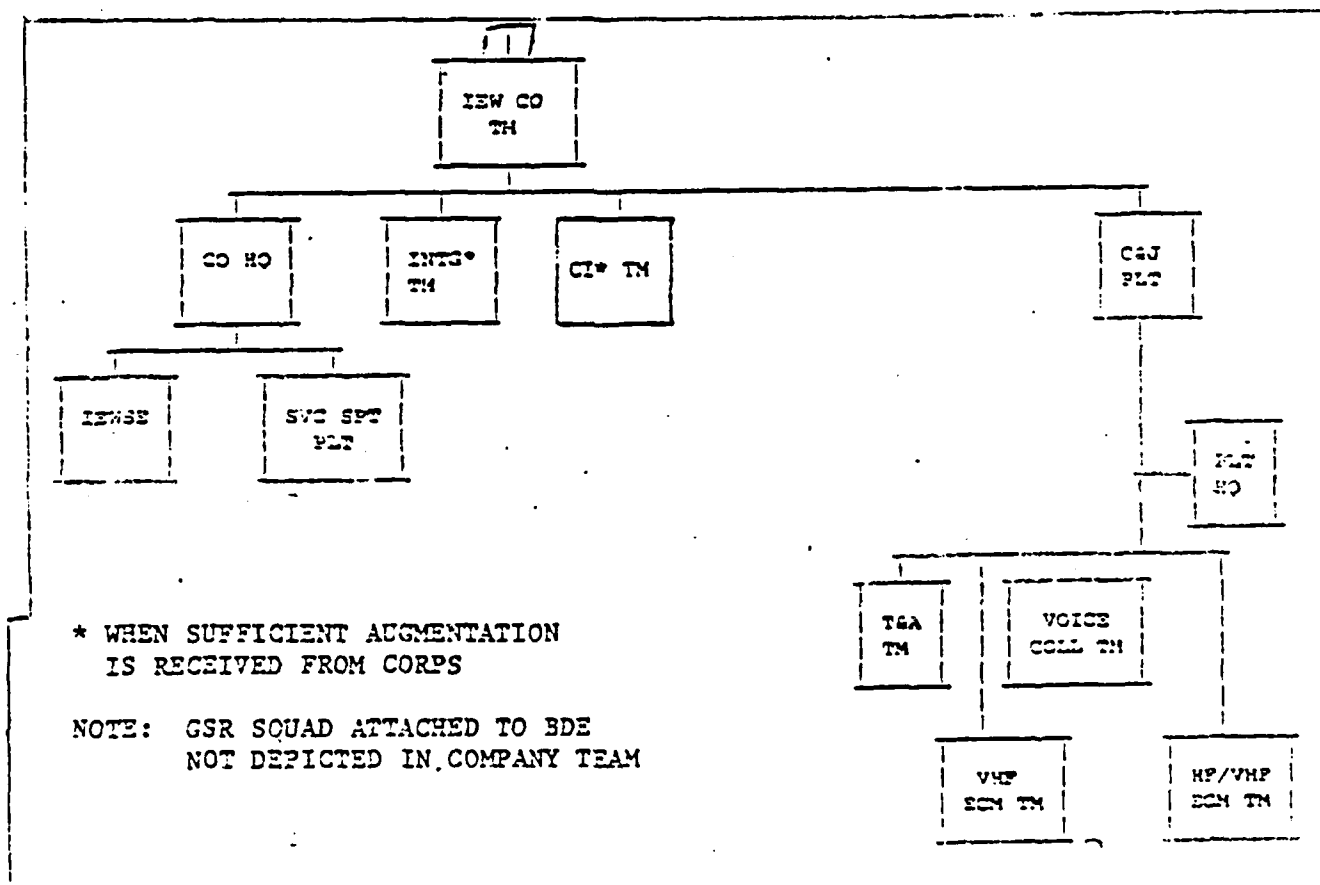 IEW CO
TM
CO HQ
INTG*
TM
CI* TM
C&J
PLT
IEWSE
SVC SPT
PLT
PLT
HQ
T&A
TM
VOICE
COLL TM
* WHEN SUFFICIENT AUGMENTATION
IS RECEIVED FROM CORPS
NOTE: GSR SQUAD ATTACHED TO BDE
NOT DEPICTED IN COMPANY TEAM
VHF
ECM TM
HF/VHF
ECM TM